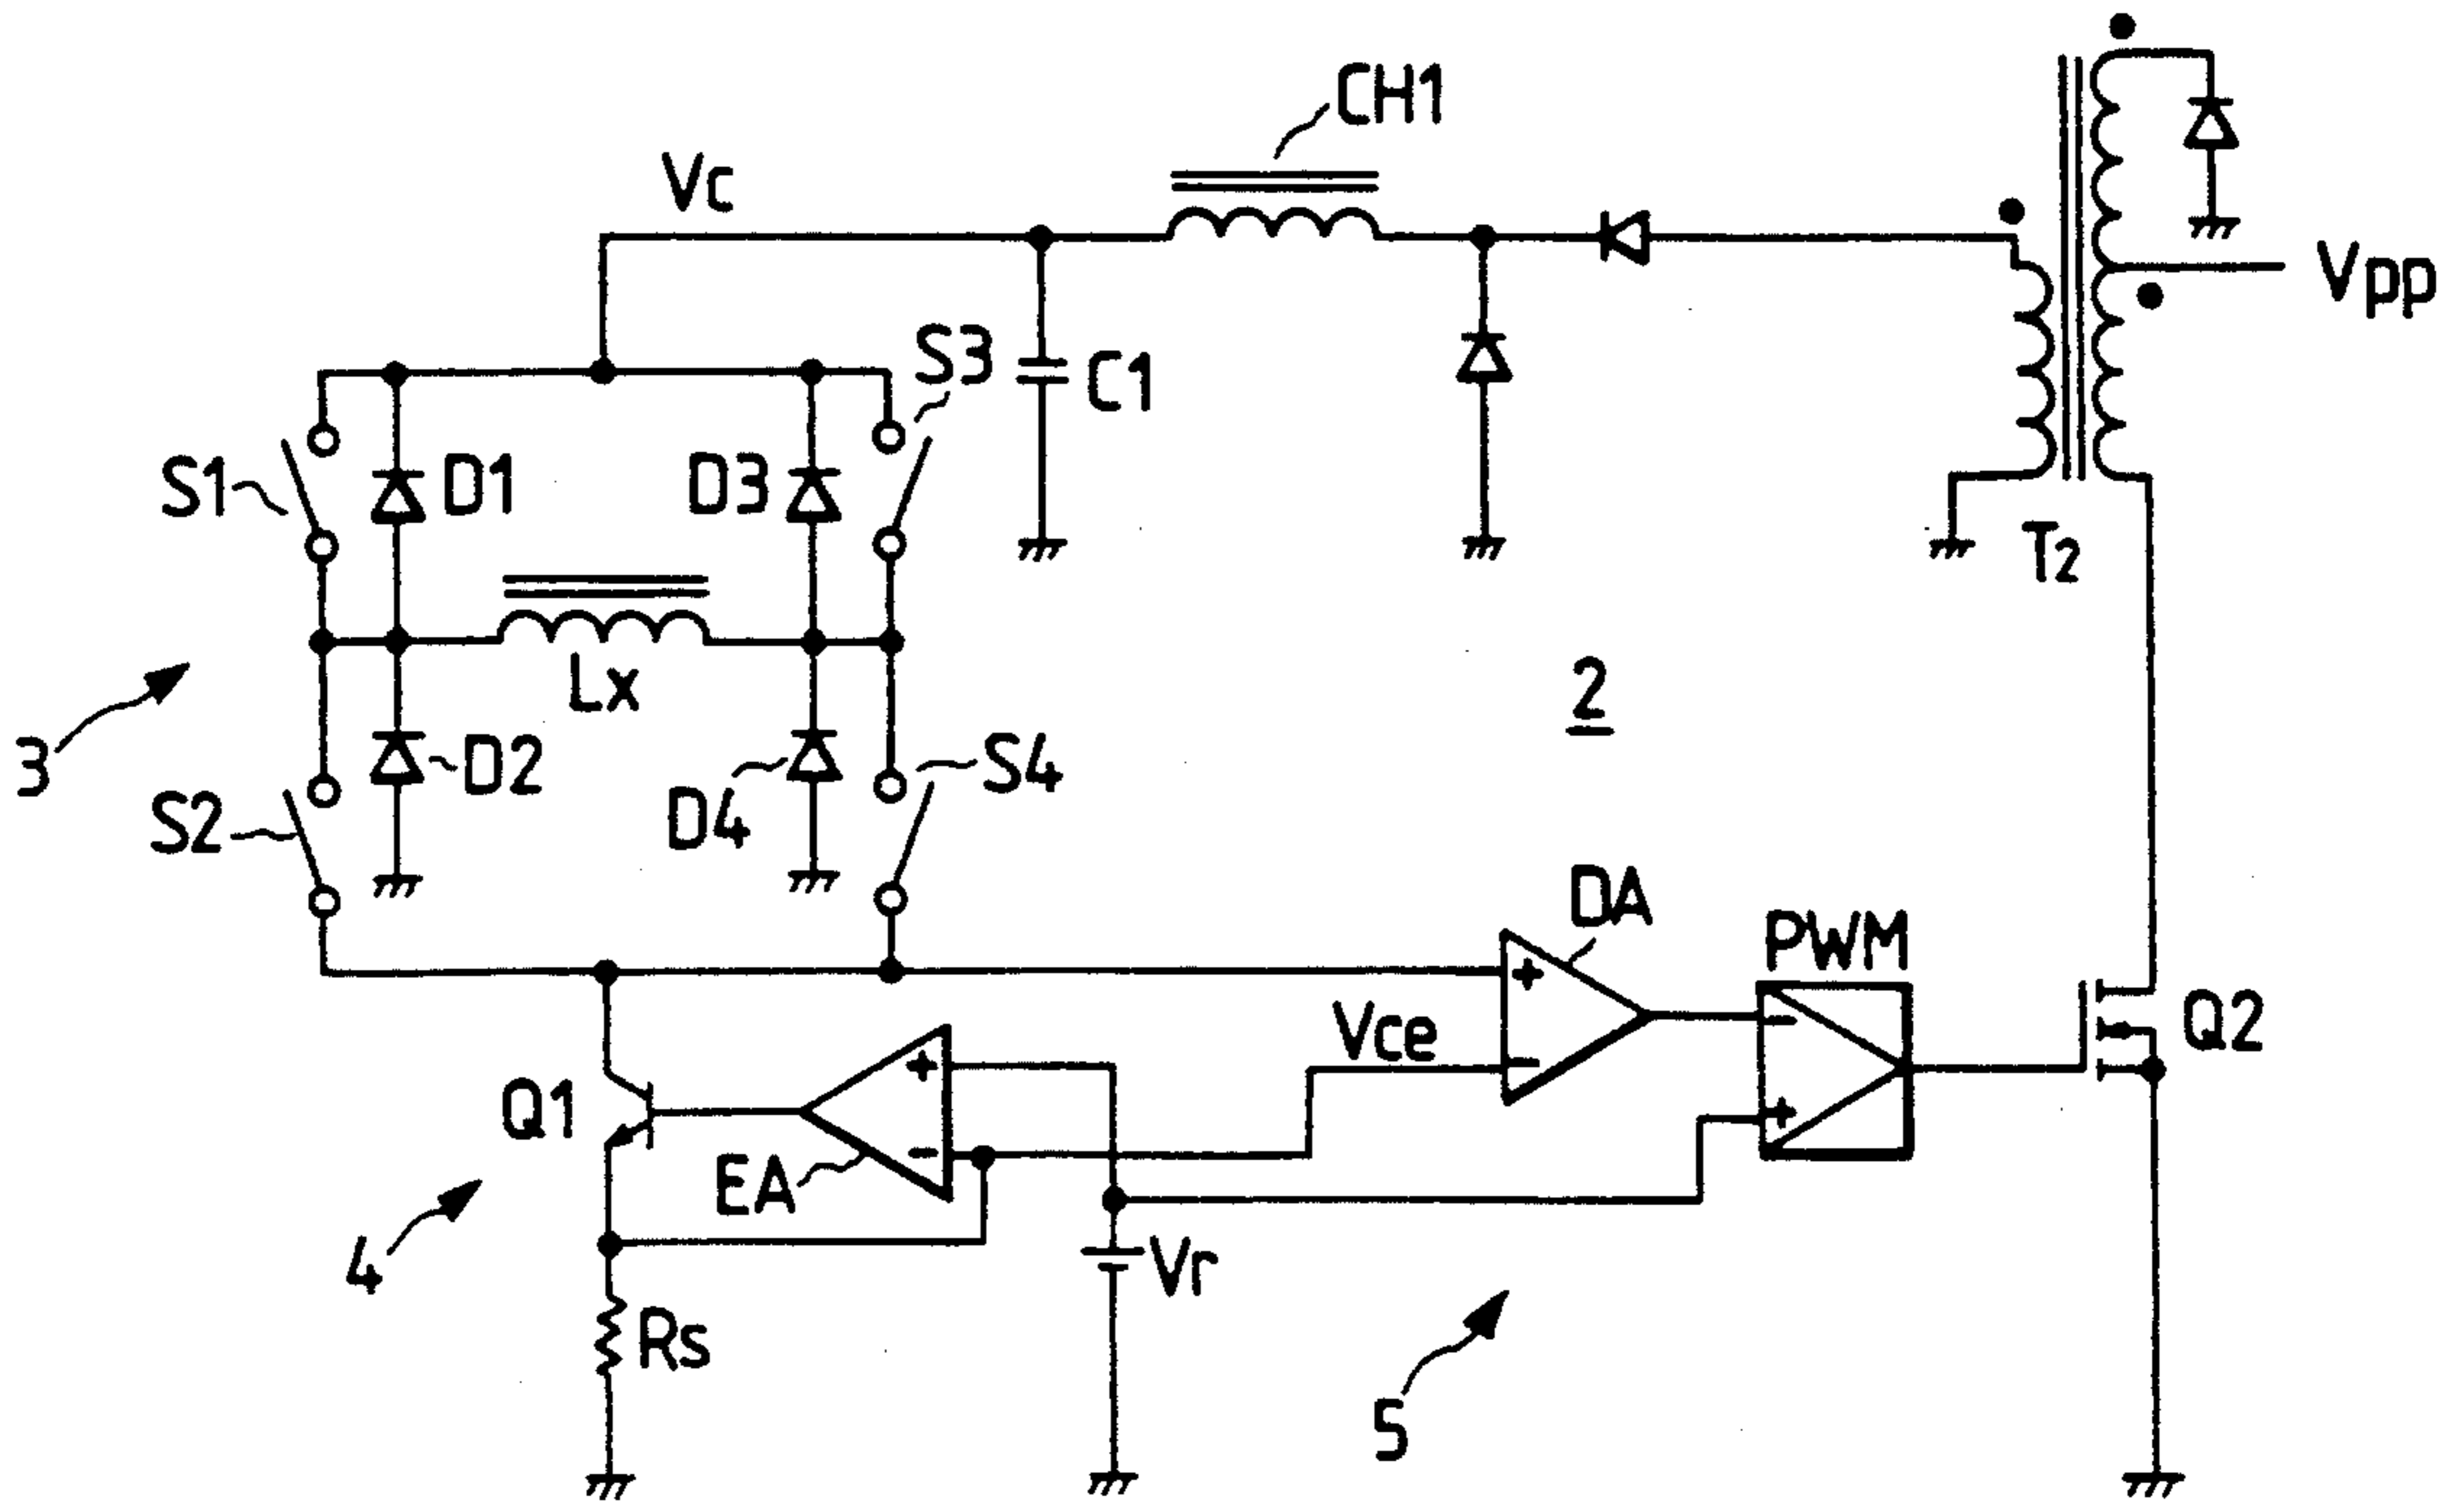 CH1
Vc
Vpp
S3
C1
S1
D1
D3
T2
Lx
2
3
D2
S4
S2
D4
DA
+
PWM
-
Vce
-
Q2
+
Q1
+
-
EA
4
Vr
Rs
5